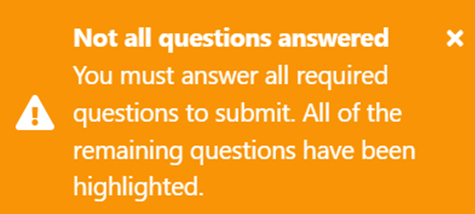 Not all questions answered
You must answer all required
questions to submit. All of the
remaining questions have been
highlighted.